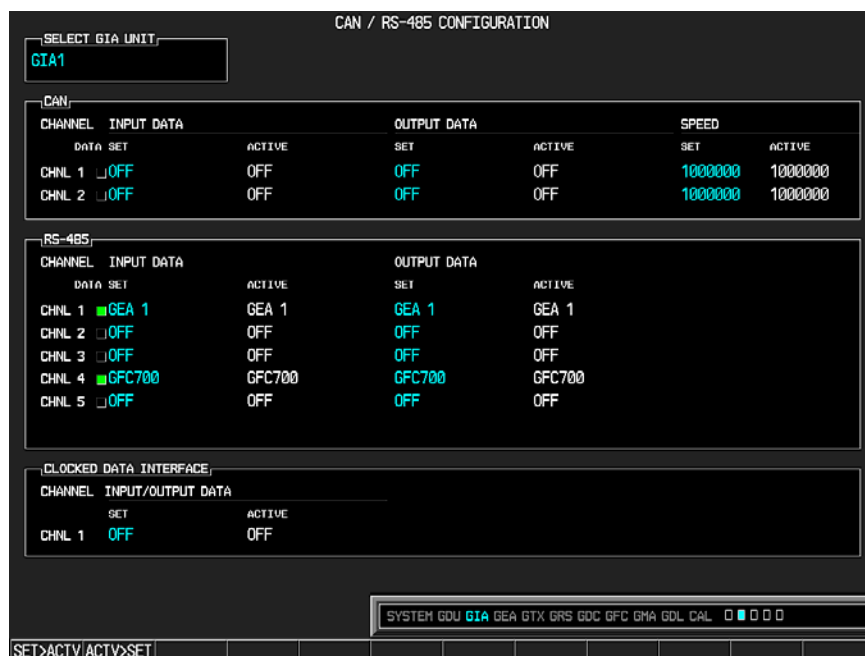 CAN / RS-485 CONFIGURATION
SELECT GIA UNIT
GIA1
CAN
CHANNEL INPUT DATA OUTPUT DATA SPEED
DATA SET ACTIVE SET ACTIVE SET ACTIVE
CHNL 1 OFF OFF OFF OFF 1000000 1000000
CHNL 2 OFF OFF OFF OFF 1000000 1000000
RS-485
CHANNEL INPUT DATA OUTPUT DATA
DATA SET ACTIVE SET ACTIVE
CHNL 1 GEA 1 GEA 1 GEA 1 GEA 1
CHNL 2 OFF OFF OFF OFF
CHNL 3 OFF OFF OFF OFF
CHNL 4 GFC700 GFC700 GFC700 GFC700
CHNL 5 OFF OFF OFF OFF
CLOCKED DATA INTERFACE
CHANNEL INPUT/OUTPUT DATA
SET ACTIVE
CHNL 1 OFF OFF
SYSTEM GDU GIA GEA GTX GRS GDC GFC GMA GDL CAL
SET>ACTV ACTV>SET